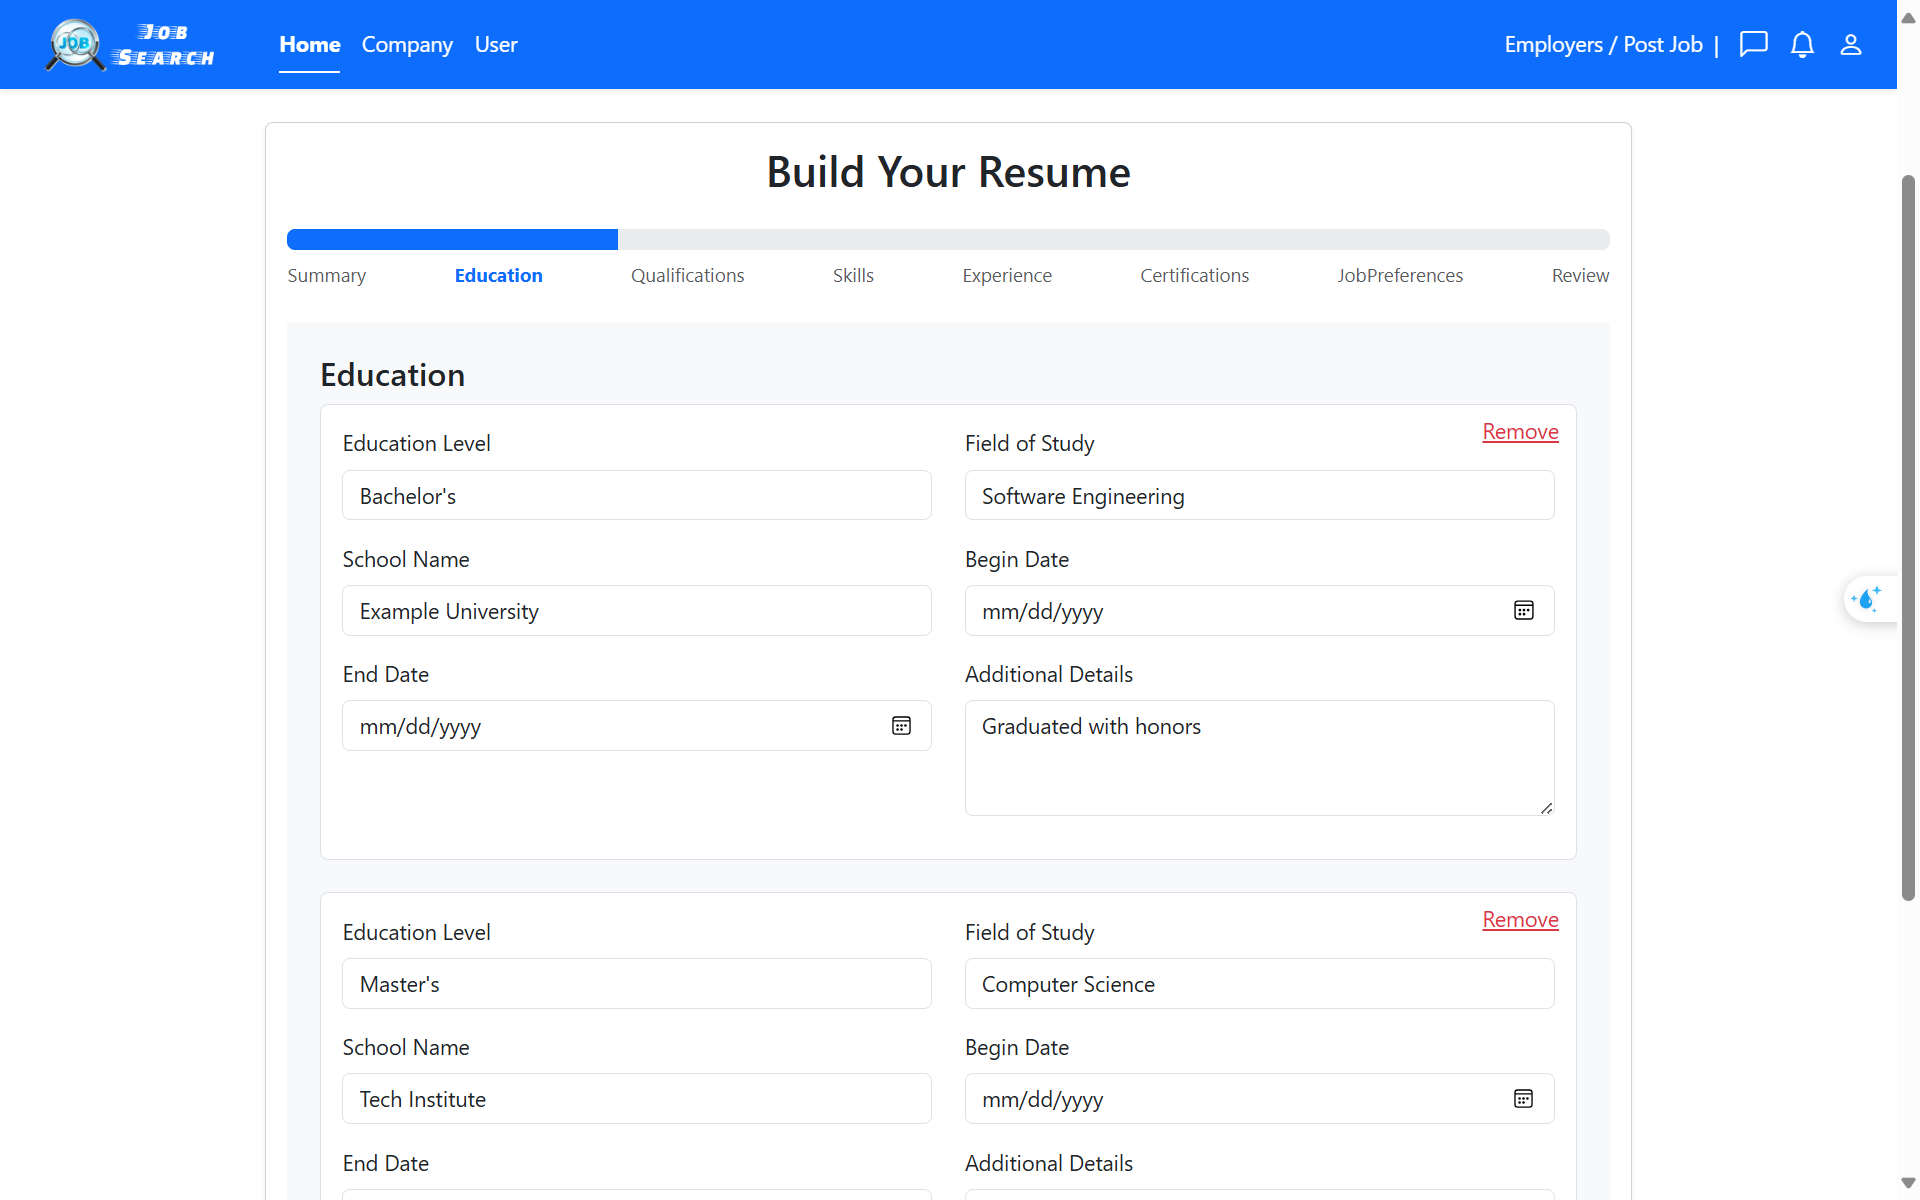 JOB
JOB
SEARCH
Home Company User
Employers / Post Job |
Build Your Resume
Summary Education Qualifications Skills Experience Certifications JobPreferences Review
Education
Remove
Education Level Field of Study
Bachelor's Software Engineering
School Name Begin Date
Example University mm/dd/yyyy
End Date Additional Details
mm/dd/yyyy Graduated with honors
Remove
Education Level Field of Study
Master's Computer Science
School Name Begin Date
Tech Institute mm/dd/yyyy
End Date Additional Details